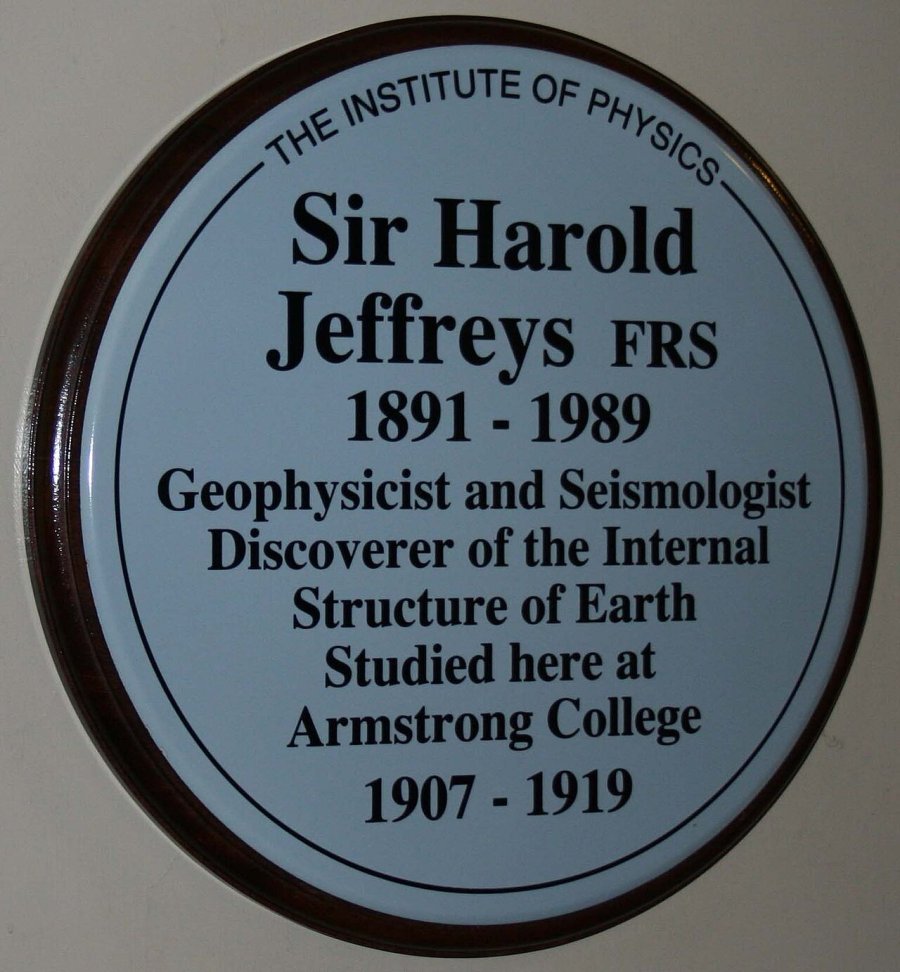 THE INSTITUTE OF PHYSICS
Sir Harold
Jeffreys FRS
1891 - 1989
Geophysicist and Seismologist
Discoverer of the Internal
Structure of Earth
Studied here at
Armstrong College
1907 - 1919